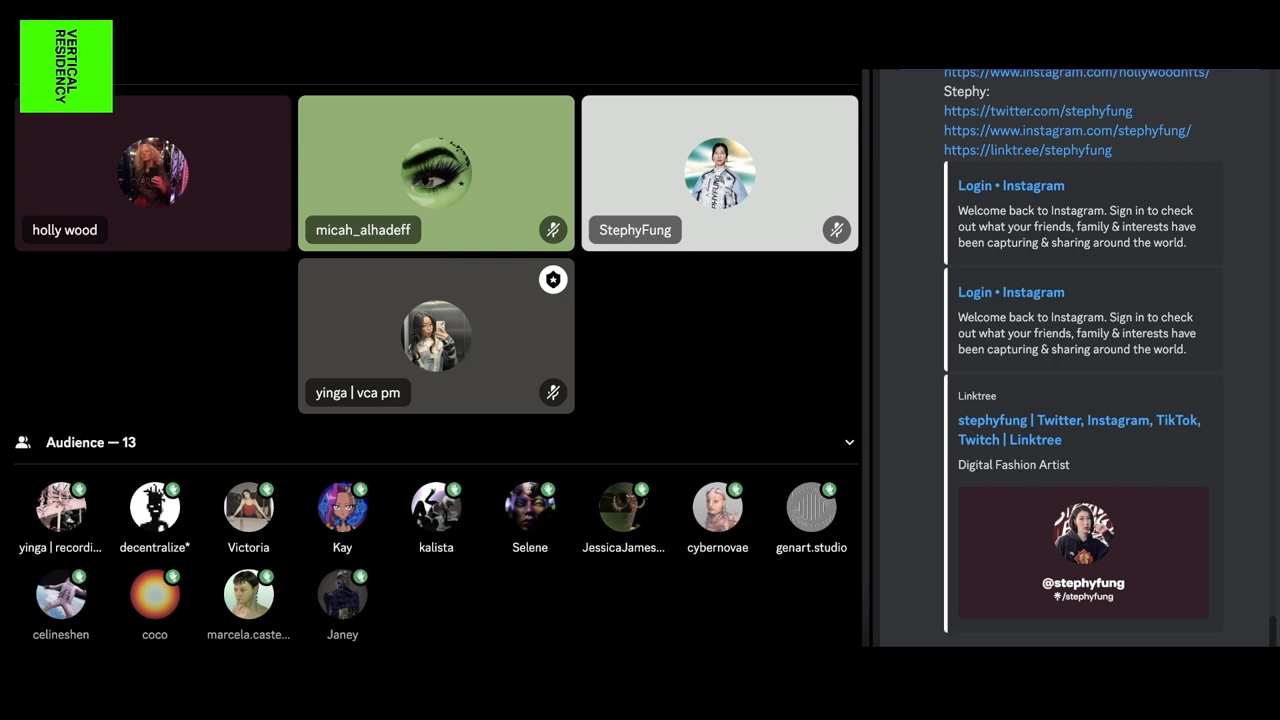 VERTICAL
RESIDENCY
holly wood
micah_alhadeff
StephyFung
yinga | vca pm
Audience — 13
yinga | recordi...
decentralize*
Victoria
Kay
kalista
Selene
JessicaJames...
cybernovae
genart.studio
celineshen
coco
marcela.caste...
Janey
https://www.instagram.com/hollywoodnfts/
Stephy:
https://twitter.com/stephyfung
https://www.instagram.com/stephyfung/
https://linktr.ee/stephyfung
Login • Instagram
Welcome back to Instagram. Sign in to check
out what your friends, family & interests have
been capturing & sharing around the world.
Login • Instagram
Welcome back to Instagram. Sign in to check
out what your friends, family & interests have
been capturing & sharing around the world.
Linktree
stephyfung | Twitter, Instagram, TikTok,
Twitch | Linktree
Digital Fashion Artist
@stephyfung
/stephyfung